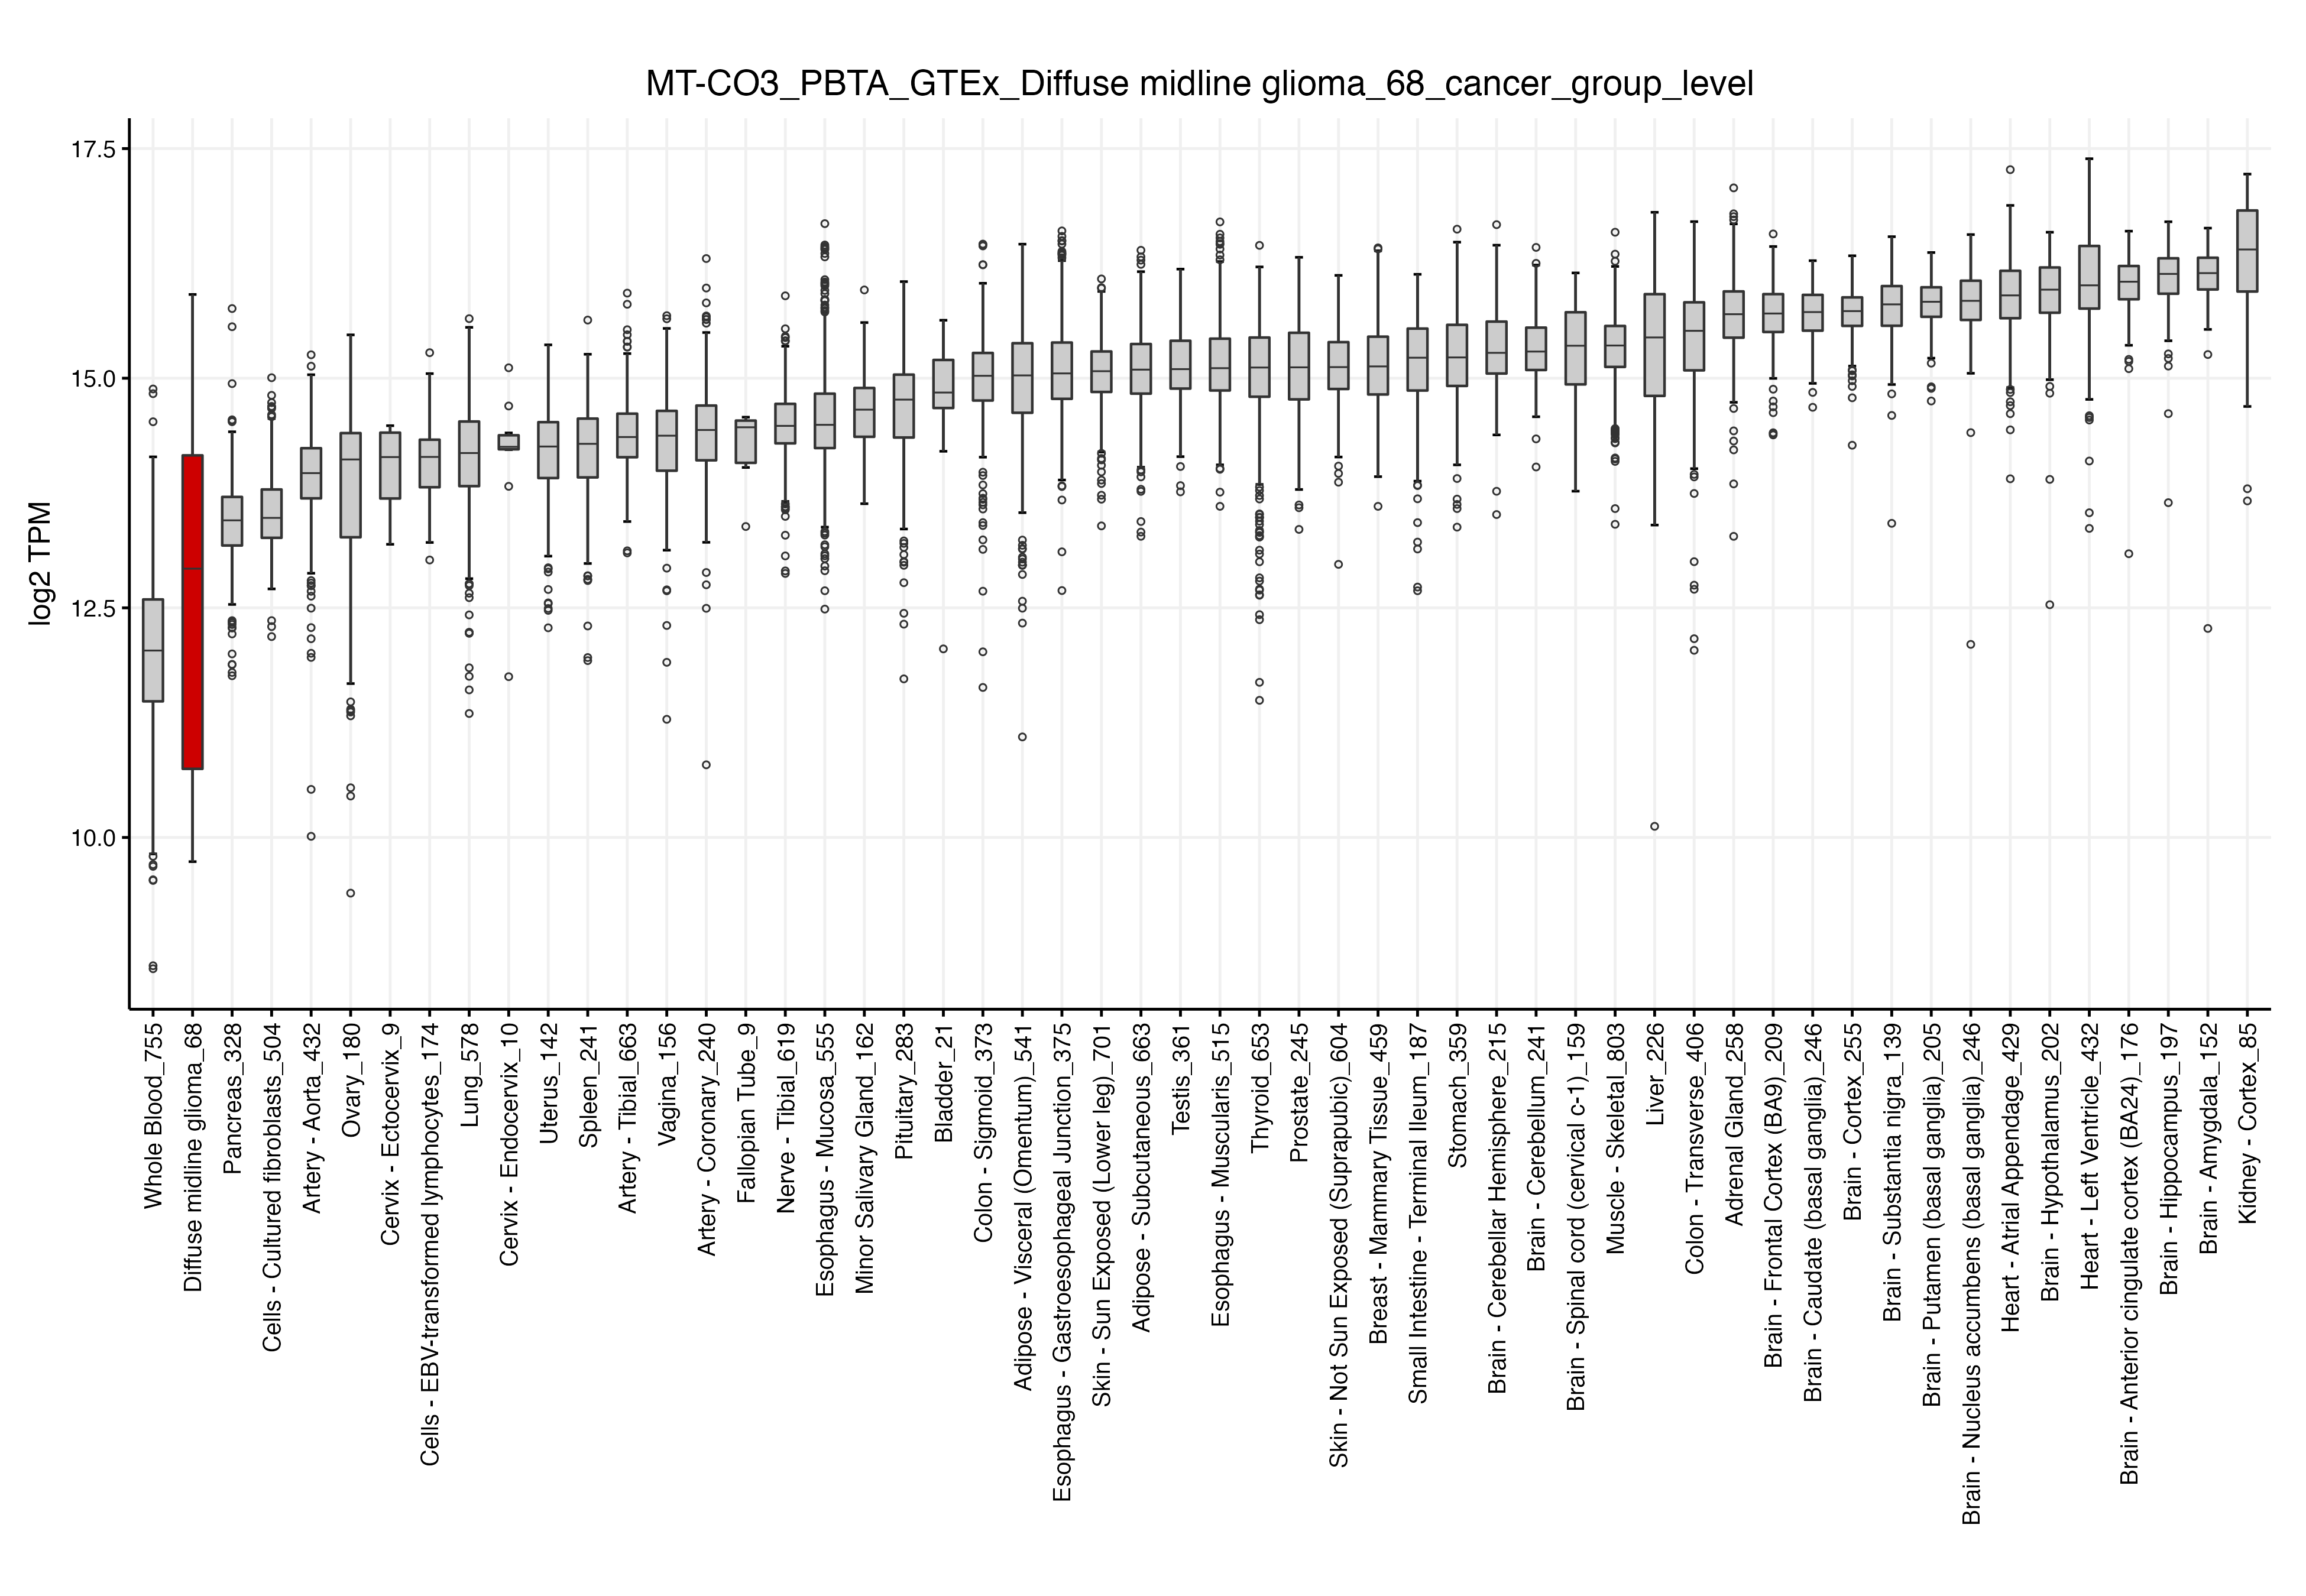 MT-CO3_PBTA_GTEx_Diffuse midline glioma_68_cancer_group_level
log2 TPM
17.5
15.0
12.5
10.0
Whole Blood_755
Diffuse midline glioma_68
Pancreas_328
Cells - Cultured fibroblasts_504
Artery - Aorta_432
Ovary_180
Cervix - Ectocervix_9
Cells - EBV-transformed lymphocytes_174
Lung_578
Cervix - Endocervix_10
Uterus_142
Spleen_241
Artery - Tibial_663
Vagina_156
Artery - Coronary_240
Fallopian Tube_9
Nerve - Tibial_619
Esophagus - Mucosa_555
Minor Salivary Gland_162
Pituitary_283
Bladder_21
Colon - Sigmoid_373
Adipose - Visceral (Omentum)_541
Esophagus - Gastroesophageal Junction_375
Skin - Sun Exposed (Lower leg)_701
Adipose - Subcutaneous_663
Testis_361
Esophagus - Muscularis_515
Thyroid_653
Prostate_245
Skin - Not Sun Exposed (Suprapubic)_604
Breast - Mammary Tissue_459
Small Intestine - Terminal Ileum_187
Stomach_359
Brain - Cerebellar Hemisphere_215
Brain - Cerebellum_241
Brain - Spinal cord (cervical c-1)_159
Muscle - Skeletal_803
Liver_226
Colon - Transverse_406
Adrenal Gland_258
Brain - Frontal Cortex (BA9)_209
Brain - Caudate (basal ganglia)_246
Brain - Cortex_255
Brain - Substantia nigra_139
Brain - Putamen (basal ganglia)_205
Brain - Nucleus accumbens (basal ganglia)_246
Heart - Atrial Appendage_429
Brain - Hypothalamus_202
Heart - Left Ventricle_432
Brain - Anterior cingulate cortex (BA24)_176
Brain - Hippocampus_197
Brain - Amygdala_152
Kidney - Cortex_85